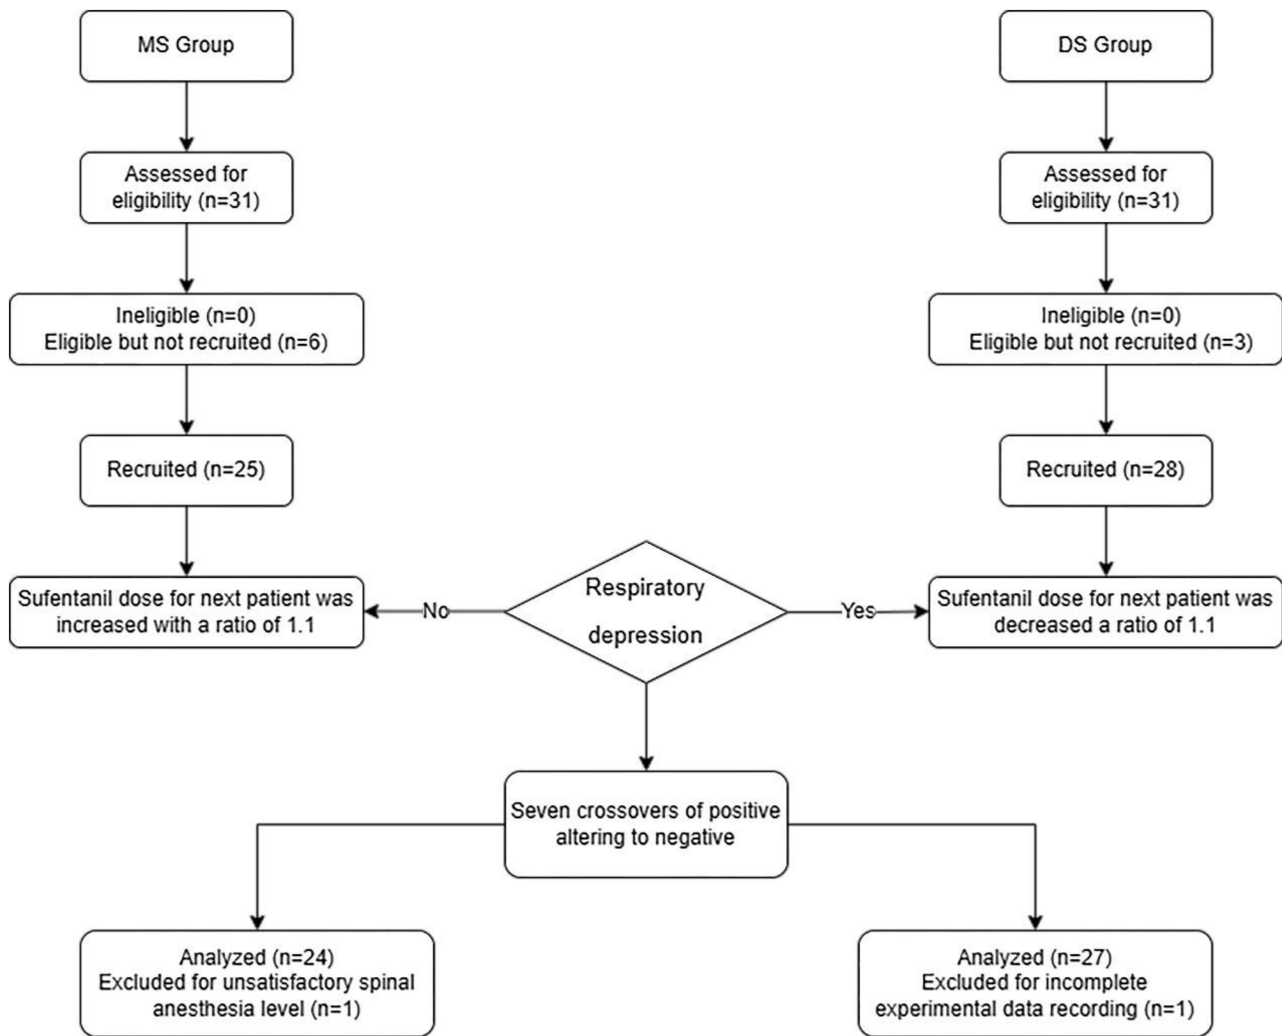 MS Group
DS Group
Assessed for
eligibility (n=31)
Assessed for
eligibility (n=31)
Ineligible (n=0)
Eligible but not recruited (n=6)
Ineligible (n=0)
Eligible but not recruited (n=3)
Recruited (n=25)
Recruited (n=28)
Sufentanil dose for next patient was
increased with a ratio of 1.1
No
Respiratory
depression
Yes
Sufentanil dose for next patient was
decreased a ratio of 1.1
Seven crossovers of positive
altering to negative
Analyzed (n=24)
Excluded for unsatisfactory spinal
anesthesia level (n=1)
Analyzed (n=27)
Excluded for incomplete
experimental data recording (n=1)